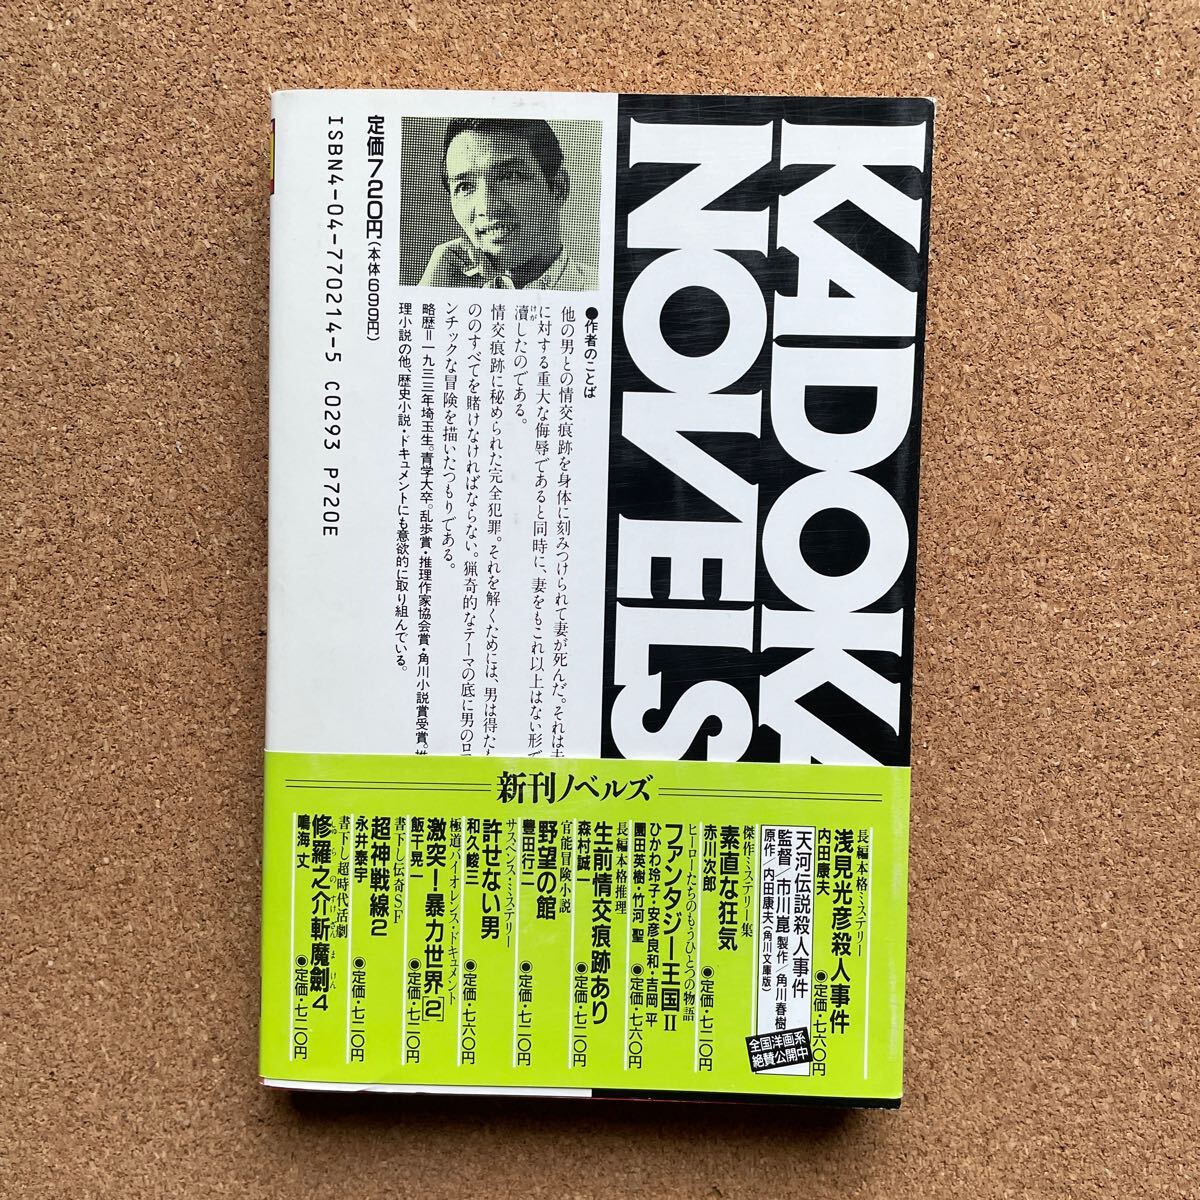 KADOKA
NOVELS
●作者のことば
他の男との情交痕跡を身体に刻みつけられて妻が死んだ。それは夫
に対する重大な侮辱であると同時に、妻をもこれ以上はない形で
瀆したのである。
けが
情交痕跡に秘められた完全犯罪。それを解くためには、男は得たも
ののすべてを賭けなければならない。猟奇的なテーマの底に男のロマ
ンチックな冒険を描いたつもりである。
略歴＝一九三三年埼玉生。青学大卒。乱歩賞・推理作家協会賞・角川小説賞受賞。推
理小説の他、歴史小説・ドキュメントにも意欲的に取り組んでいる。
定価720円(本体699円)
ISBN4-04-770214-5 C0293 P720E
新刊ノベルズ
長編本格ミステリー
浅見光彦殺人事件
内田康夫
●定価・七六〇円
天河伝説殺人事件
監督/市川崑 製作/角川春樹
原作/内田康夫(角川文庫版)
全国洋画系
絶賛公開中
傑作ミステリー集
素直な狂気
赤川次郎
●定価・七二〇円
ヒーローたちのもうひとつの物語
ファンタジー王国II
ひかわ玲子・安彦良和・吉岡 平
園田英樹・竹河 聖
●定価・七六〇円
長編本格推理
生前情交痕跡あり
森村誠一
●定価・七二〇円
官能冒険小説
野望の館
豊田行二
●定価・七二〇円
サスペンス・ミステリー
許せない男
和久峻三
●定価・七六〇円
極道バイオレンス・ドキュメント
激突!暴力世界[2]
飯干晃一
●定価・七二〇円
書下し伝奇SF
超神戦線2
永井泰宇
●定価・七二〇円
書下し超時代活劇
修羅之介斬魔劍4
しゅらのすけざんまけん
鳴海 丈
●定価・七二〇円